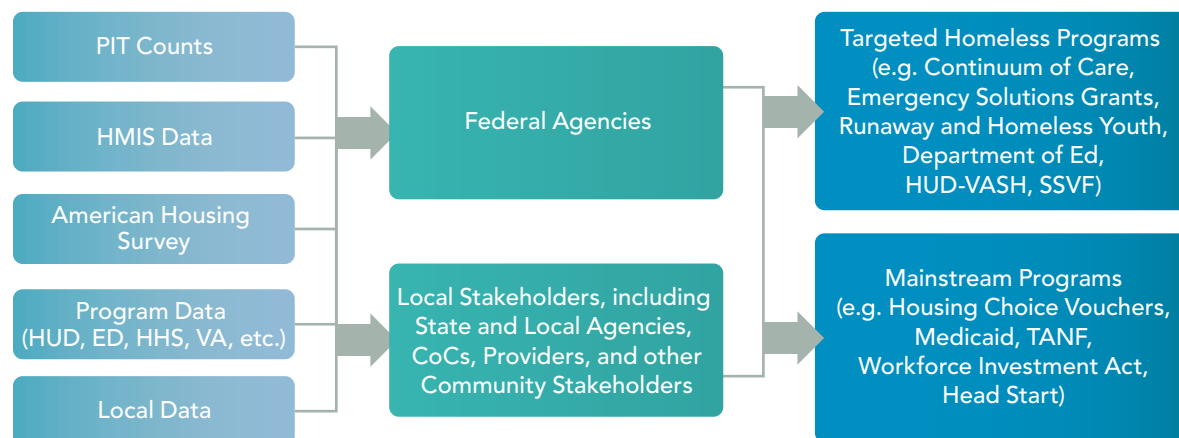 PIT Counts
HMIS Data
American Housing
Survey
Program Data
(HUD, ED, HHS, VA, etc.)
Local Data
Federal Agencies
Local Stakeholders, including
State and Local Agencies,
CoCs, Providers, and other
Community Stakeholders
Targeted Homeless Programs
(e.g. Continuum of Care,
Emergency Solutions Grants,
Runaway and Homeless Youth,
Department of Ed,
HUD-VASH, SSVF)
Mainstream Programs
(e.g. Housing Choice Vouchers,
Medicaid, TANF,
Workforce Investment Act,
Head Start)